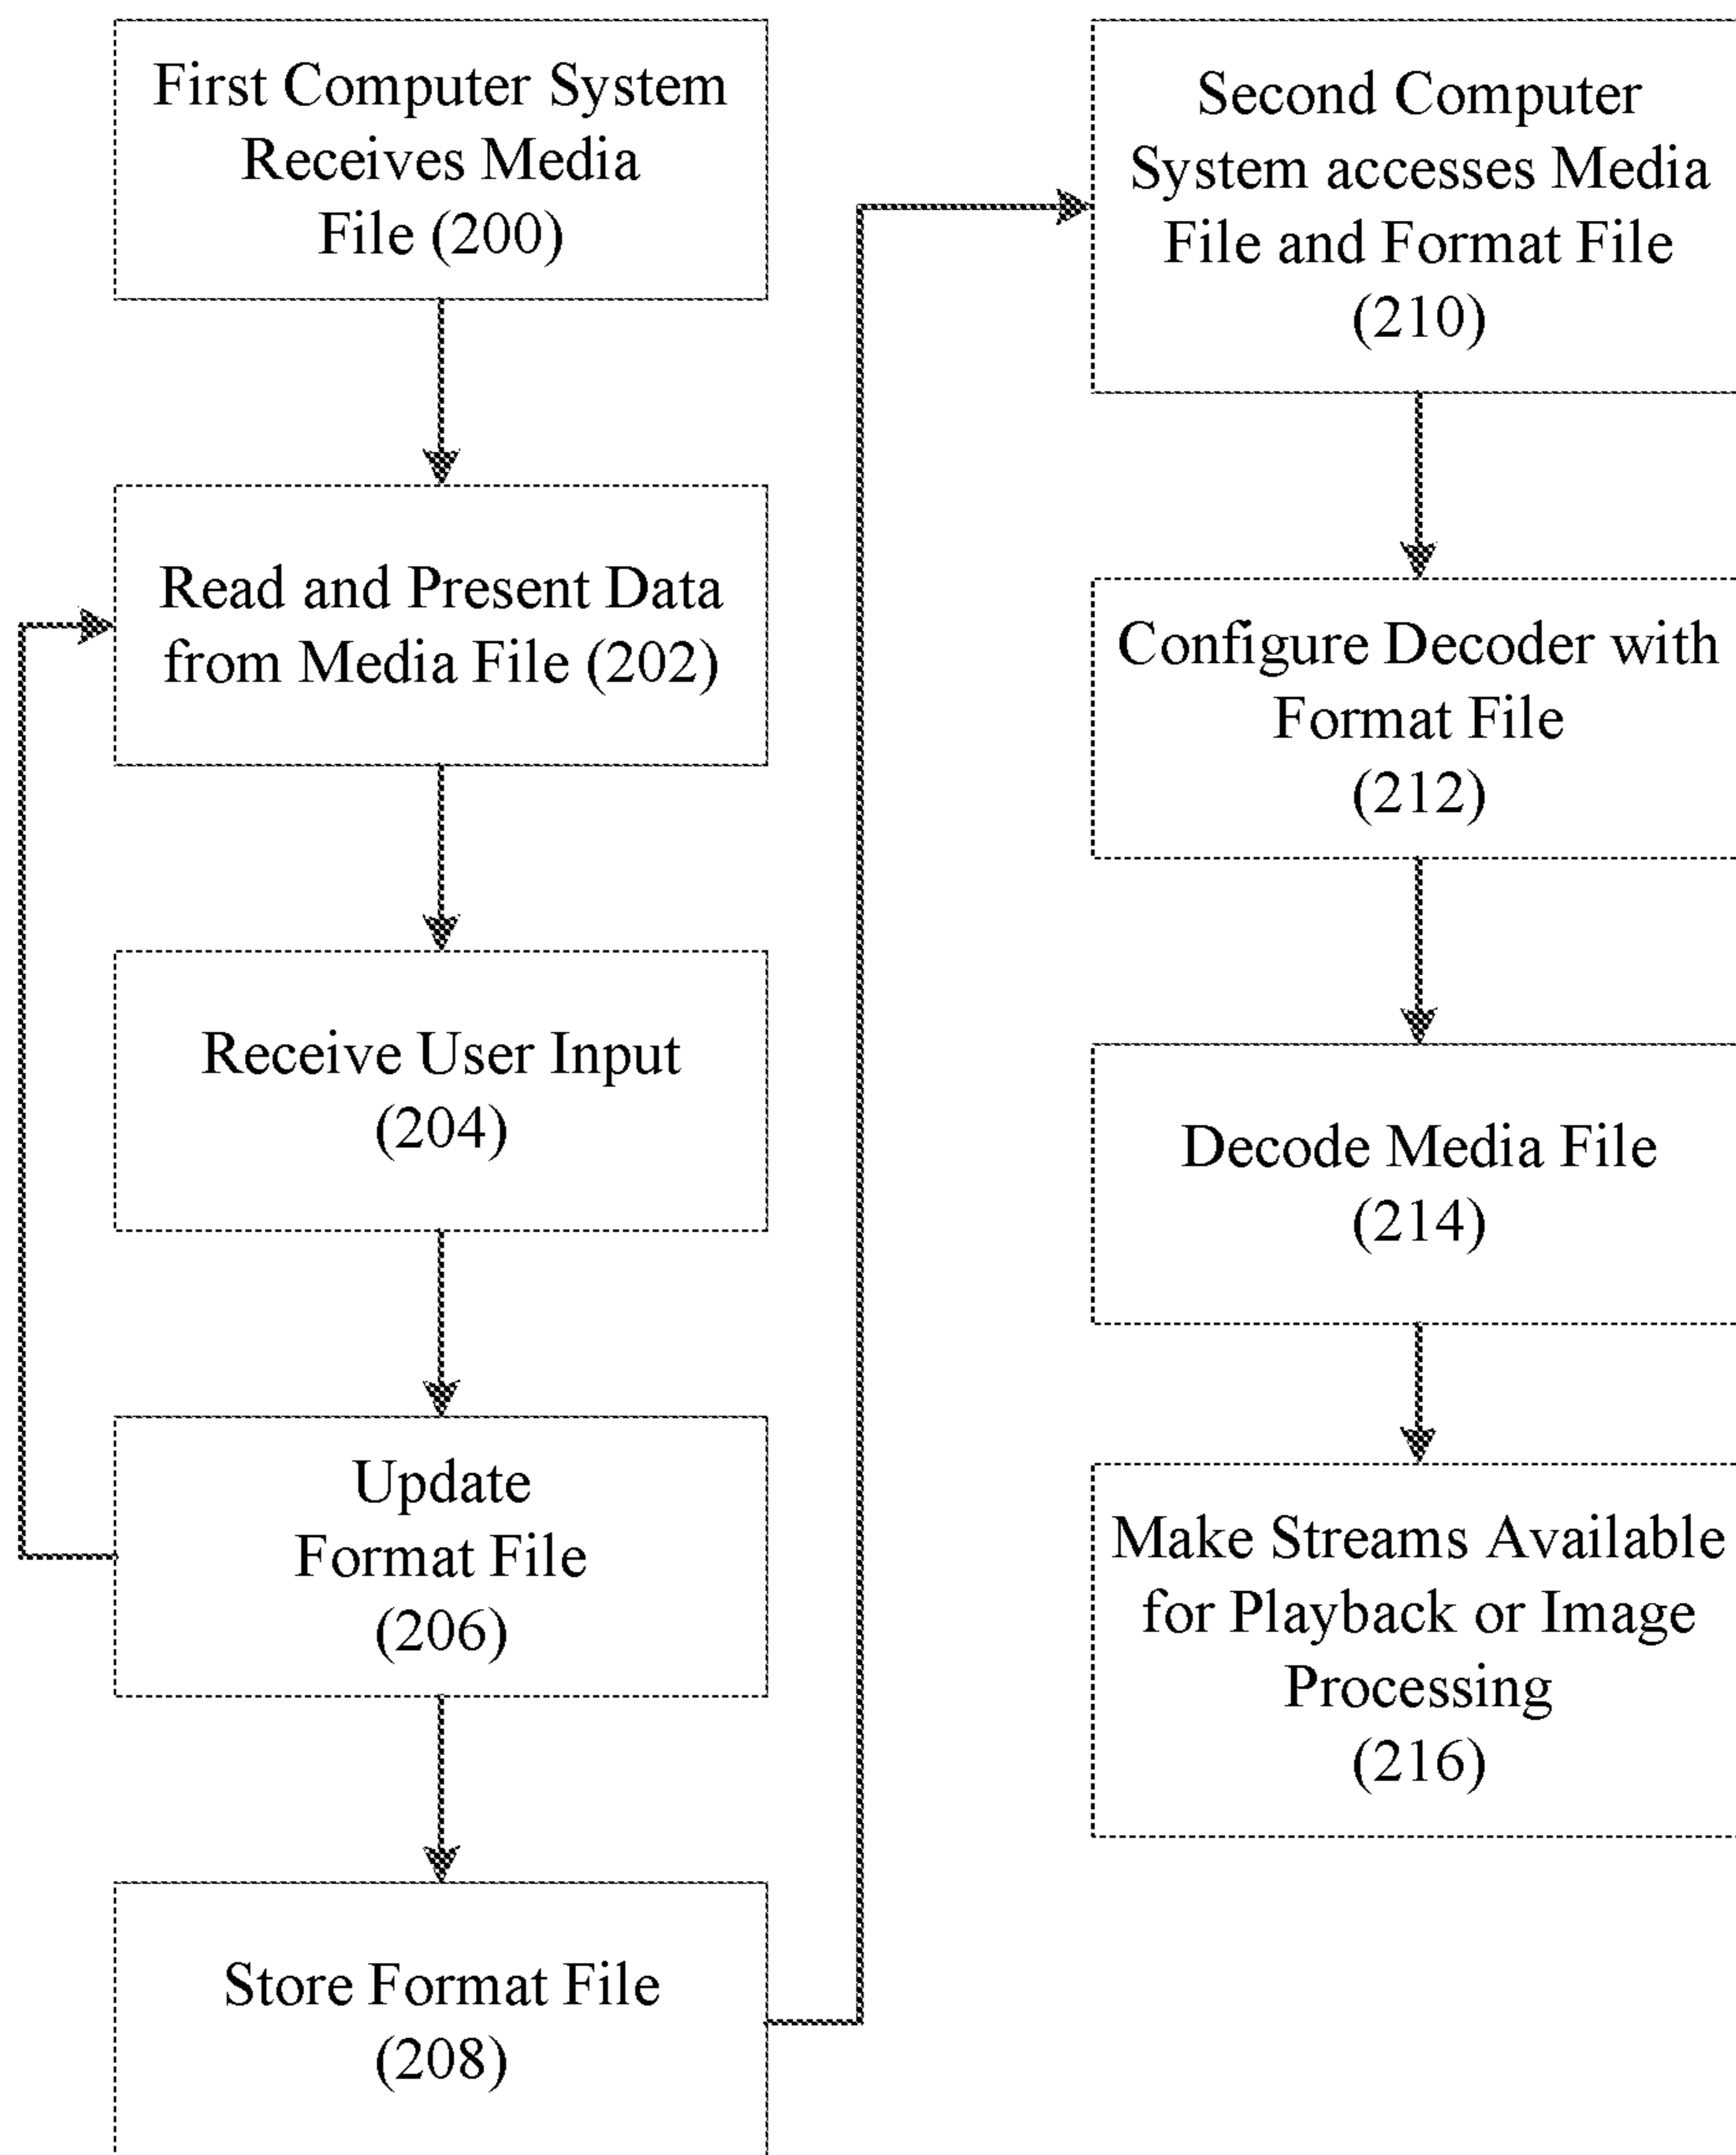 First Computer System
Receives Media
File (200)
Read and Present Data
from Media File (202)
Receive User Input
(204)
Update
Format File
(206)
Store Format File
(208)
Second Computer
System accesses Media
File and Format File
(210)
Configure Decoder with
Format File
(212)
Decode Media File
(214)
Make Streams Available
for Playback or Image
Processing
(216)